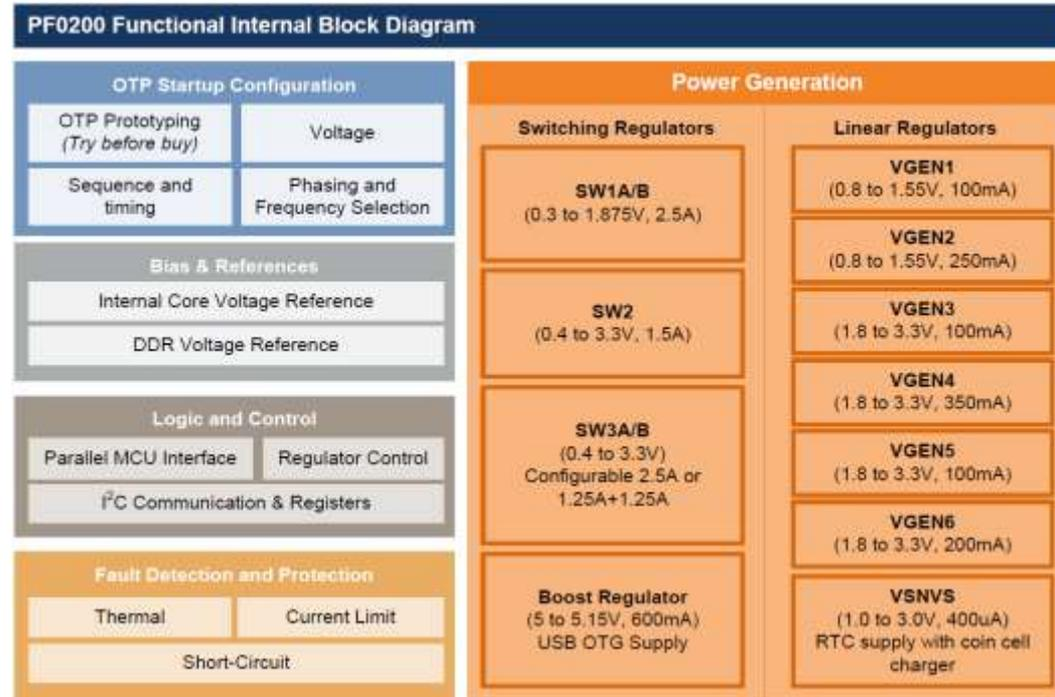 PF0200 Functional Internal Block Diagram
OTP Startup Configuration
OTP Prototyping
(Try before buy)
Voltage
Sequence and
timing
Phasing and
Frequency Selection
Bias & References
Internal Core Voltage Reference
DDR Voltage Reference
Logic and Control
Parallel MCU Interface
Regulator Control
I²C Communication & Registers
Fault Detection and Protection
Thermal
Current Limit
Short-Circuit
Power Generation
Switching Regulators
SW1A/B
(0.3 to 1.875V, 2.5A)
SW2
(0.4 to 3.3V, 1.5A)
SW3A/B
(0.4 to 3.3V)
Configurable 2.5A or
1.25A+1.25A
Boost Regulator
(5 to 5.15V, 600mA)
USB OTG Supply
Linear Regulators
VGEN1
(0.8 to 1.55V, 100mA)
VGEN2
(0.8 to 1.55V, 250mA)
VGEN3
(1.8 to 3.3V, 100mA)
VGEN4
(1.8 to 3.3V, 350mA)
VGEN5
(1.8 to 3.3V, 100mA)
VGEN6
(1.8 to 3.3V, 200mA)
VSNVS
(1.0 to 3.0V, 400uA)
RTC supply with coin cell
charger